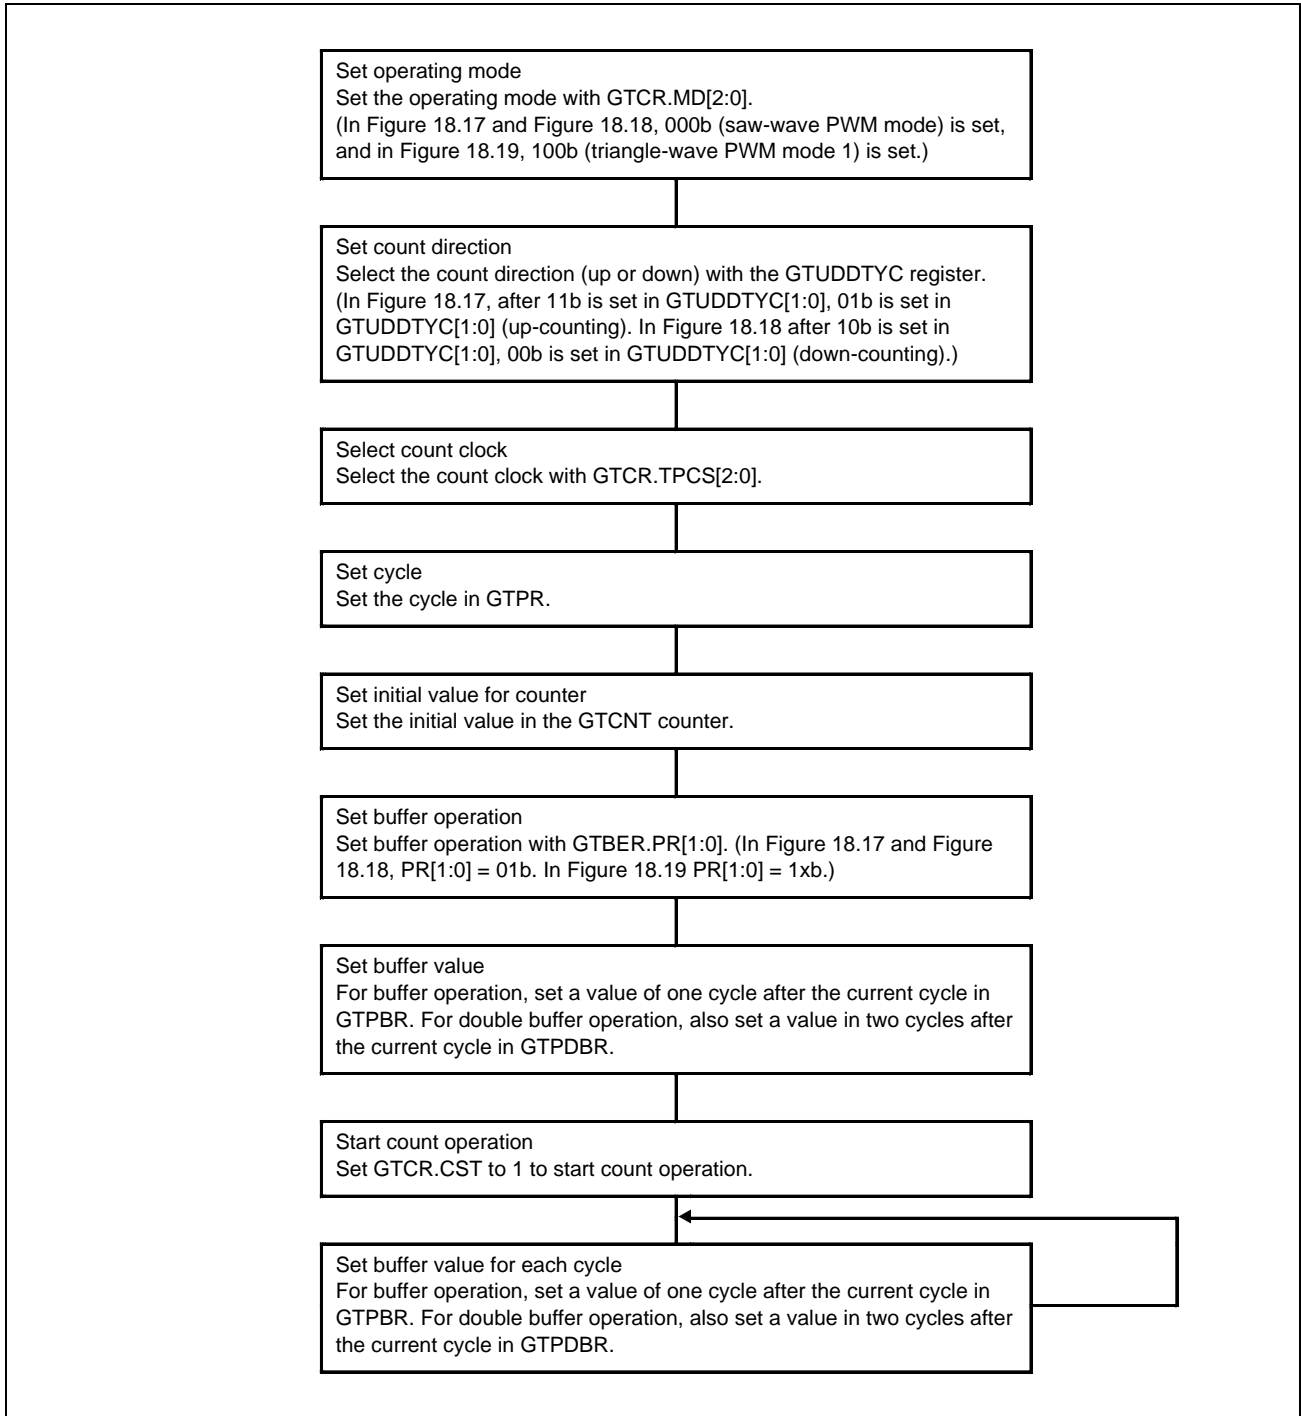 Set operating mode
Set the operating mode with GTCR.MD[2:0].
(In Figure 18.17 and Figure 18.18, 000b (saw-wave PWM mode) is set,
and in Figure 18.19, 100b (triangle-wave PWM mode 1) is set.)
Set count direction
Select the count direction (up or down) with the GTUDDTYC register.
(In Figure 18.17, after 11b is set in GTUDDTYC[1:0], 01b is set in
GTUDDTYC[1:0] (up-counting). In Figure 18.18 after 10b is set in
GTUDDTYC[1:0], 00b is set in GTUDDTYC[1:0] (down-counting).)
Select count clock
Select the count clock with GTCR.TPCS[2:0].
Set cycle
Set the cycle in GTPR.
Set initial value for counter
Set the initial value in the GTCNT counter.
Set buffer operation
Set buffer operation with GTBER.PR[1:0]. (In Figure 18.17 and Figure
18.18, PR[1:0] = 01b. In Figure 18.19 PR[1:0] = 1xb.)
Set buffer value
For buffer operation, set a value of one cycle after the current cycle in
GTPBR. For double buffer operation, also set a value in two cycles after
the current cycle in GTPDBR.
Start count operation
Set GTCR.CST to 1 to start count operation.
Set buffer value for each cycle
For buffer operation, set a value of one cycle after the current cycle in
GTPBR. For double buffer operation, also set a value in two cycles after
the current cycle in GTPDBR.